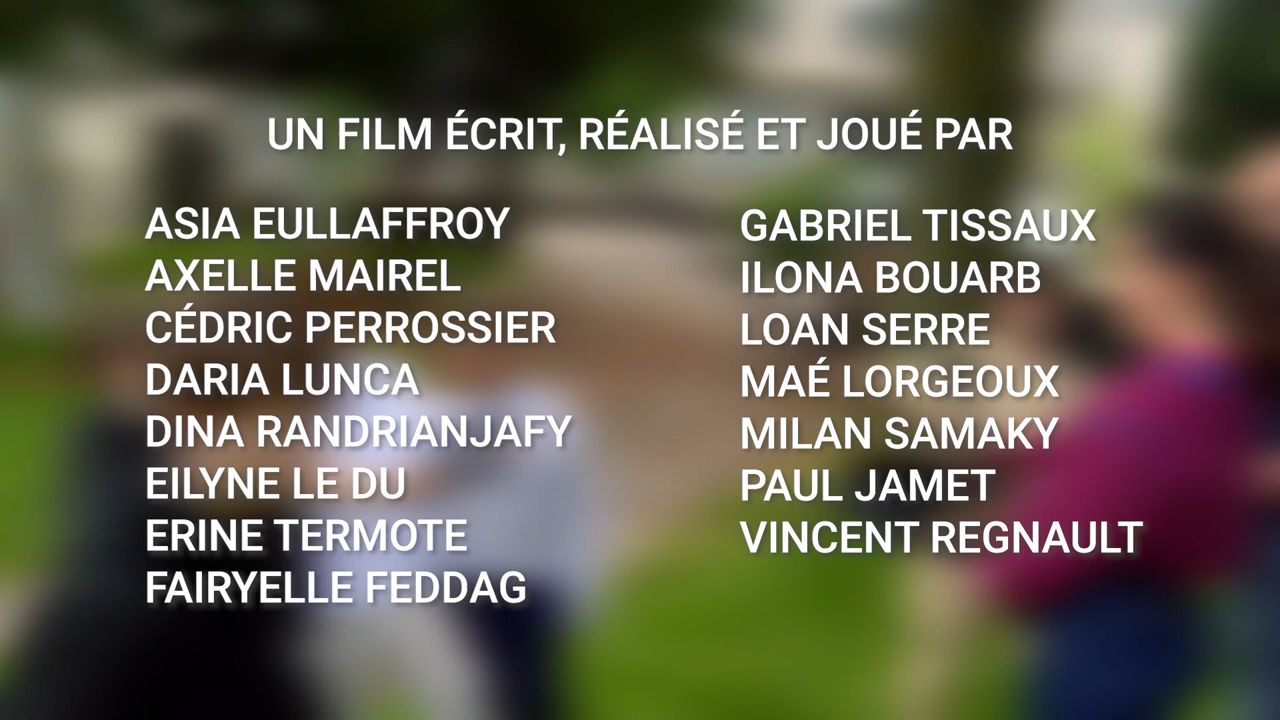 UN FILM ÉCRIT, RÉALISÉ ET JOUÉ PAR
ASIA EULLAFFROY
AXELLE MAIREL
CÉDRIC PERROSSIER
DARIA LUNCA
DINA RANDRIANJAFY
EILYNE LE DU
ERINE TERMOTE
FAIRYELLE FEDDAG
GABRIEL TISSAUX
ILONA BOUARB
LOAN SERRE
MAÉ LORGEOUX
MILAN SAMAKY
PAUL JAMET
VINCENT REGNAULT